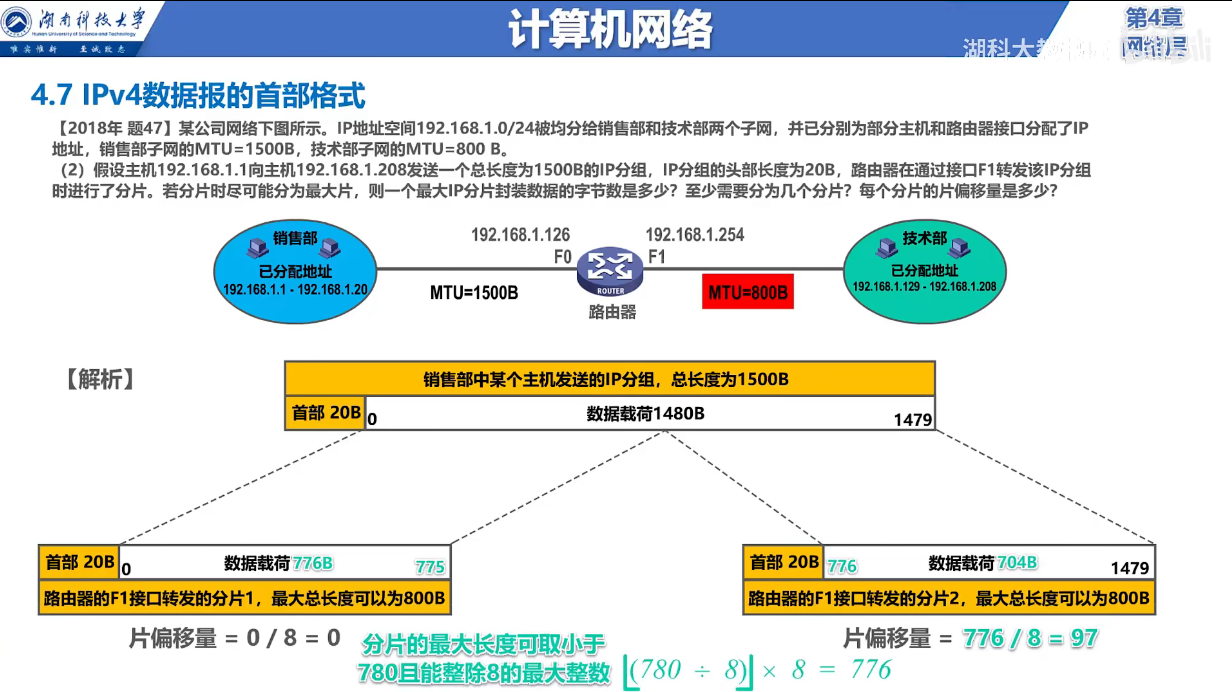 湖南科技大学
Hunan University of Science and Technology
唯实惟新 至诚致志
计算机网络
第4章
网络层
湖科大教
4.7 IPv4数据报的首部格式
【2018年 题47】某公司网络下图所示。IP地址空间192.168.1.0/24被均分给销售部和技术部两个子网，并已分别为部分主机和路由器接口分配了IP
地址，销售部子网的MTU=1500B，技术部子网的MTU=800 B。
（2）假设主机192.168.1.1向主机192.168.1.208发送一个总长度为1500B的IP分组，IP分组的头部长度为20B，路由器在通过接口F1转发该IP分组
时进行了分片。若分片时尽可能分为最大片，则一个最大IP分片封装数据的字节数是多少？至少需要分为几个分片？每个分片的片偏移量是多少？
销售部
已分配地址
192.168.1.1 - 192.168.1.20
192.168.1.126
F0
MTU=1500B
ROUTER
路由器
192.168.1.254
F1
MTU=800B
技术部
已分配地址
192.168.1.129 - 192.168.1.208
【解析】
销售部中某个主机发送的IP分组，总长度为1500B
首部 20B 0 数据载荷1480B 1479
首部 20B 0 数据载荷776B 775
路由器的F1接口转发的分片1，最大总长度可以为800B
片偏移量 = 0 / 8 = 0
首部 20B 776 数据载荷704B 1479
路由器的F1接口转发的分片2，最大总长度可以为800B
片偏移量 = 776 / 8 = 97
分片的最大长度可取小于
780且能整除8的最大整数 ⌊(780 ÷ 8)⌋ × 8 = 776